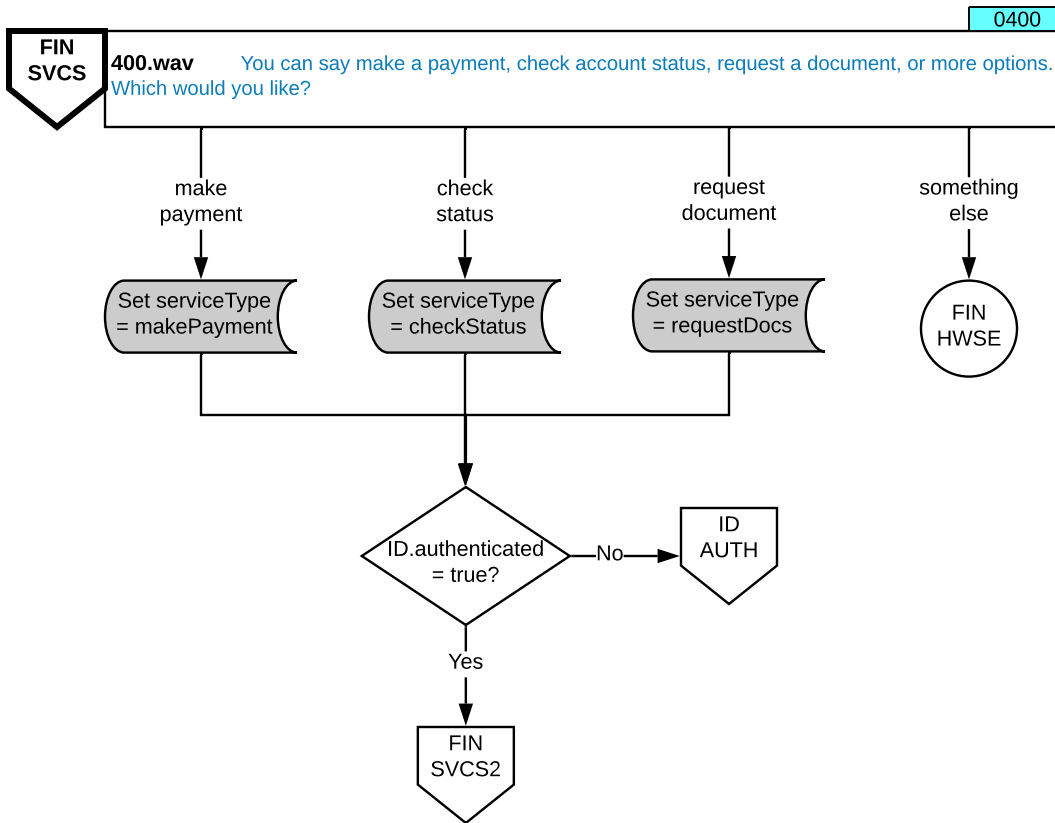 0400
FIN
SVCS
400.wav You can say make a payment, check account status, request a document, or more options.
Which would you like?
make
payment
check
status
request
document
something
else
Set serviceType
= makePayment
Set serviceType
= checkStatus
Set serviceType
= requestDocs
FIN
HWSE
ID.authenticated
= true?
No
ID
AUTH
Yes
FIN
SVCS2